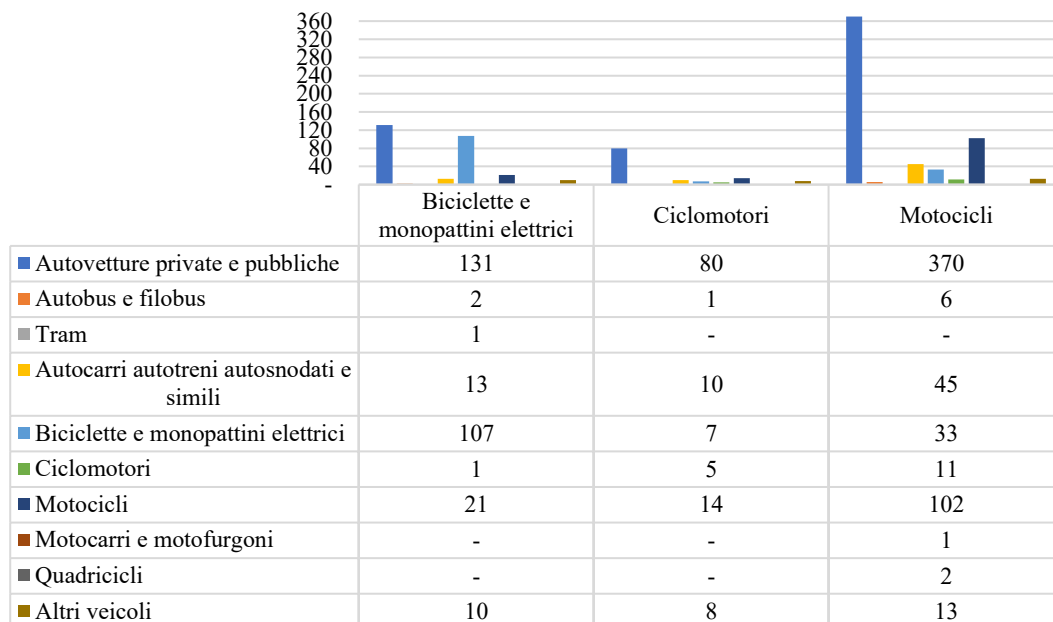 360
320
280
240
200
160
120
80
40
-
Biciclette e
monopattini elettrici
Ciclomotori
Motocicli
Autovetture private e pubbliche 131 80 370
Autobus e filobus 2 1 6
Tram 1 - -
Autocarri autotreni autosnodati e
simili 13 10 45
Biciclette e monopattini elettrici 107 7 33
Ciclomotori 1 5 11
Motocicli 21 14 102
Motocarri e motofurgoni - - 1
Quadricicli - - 2
Altri veicoli 10 8 13